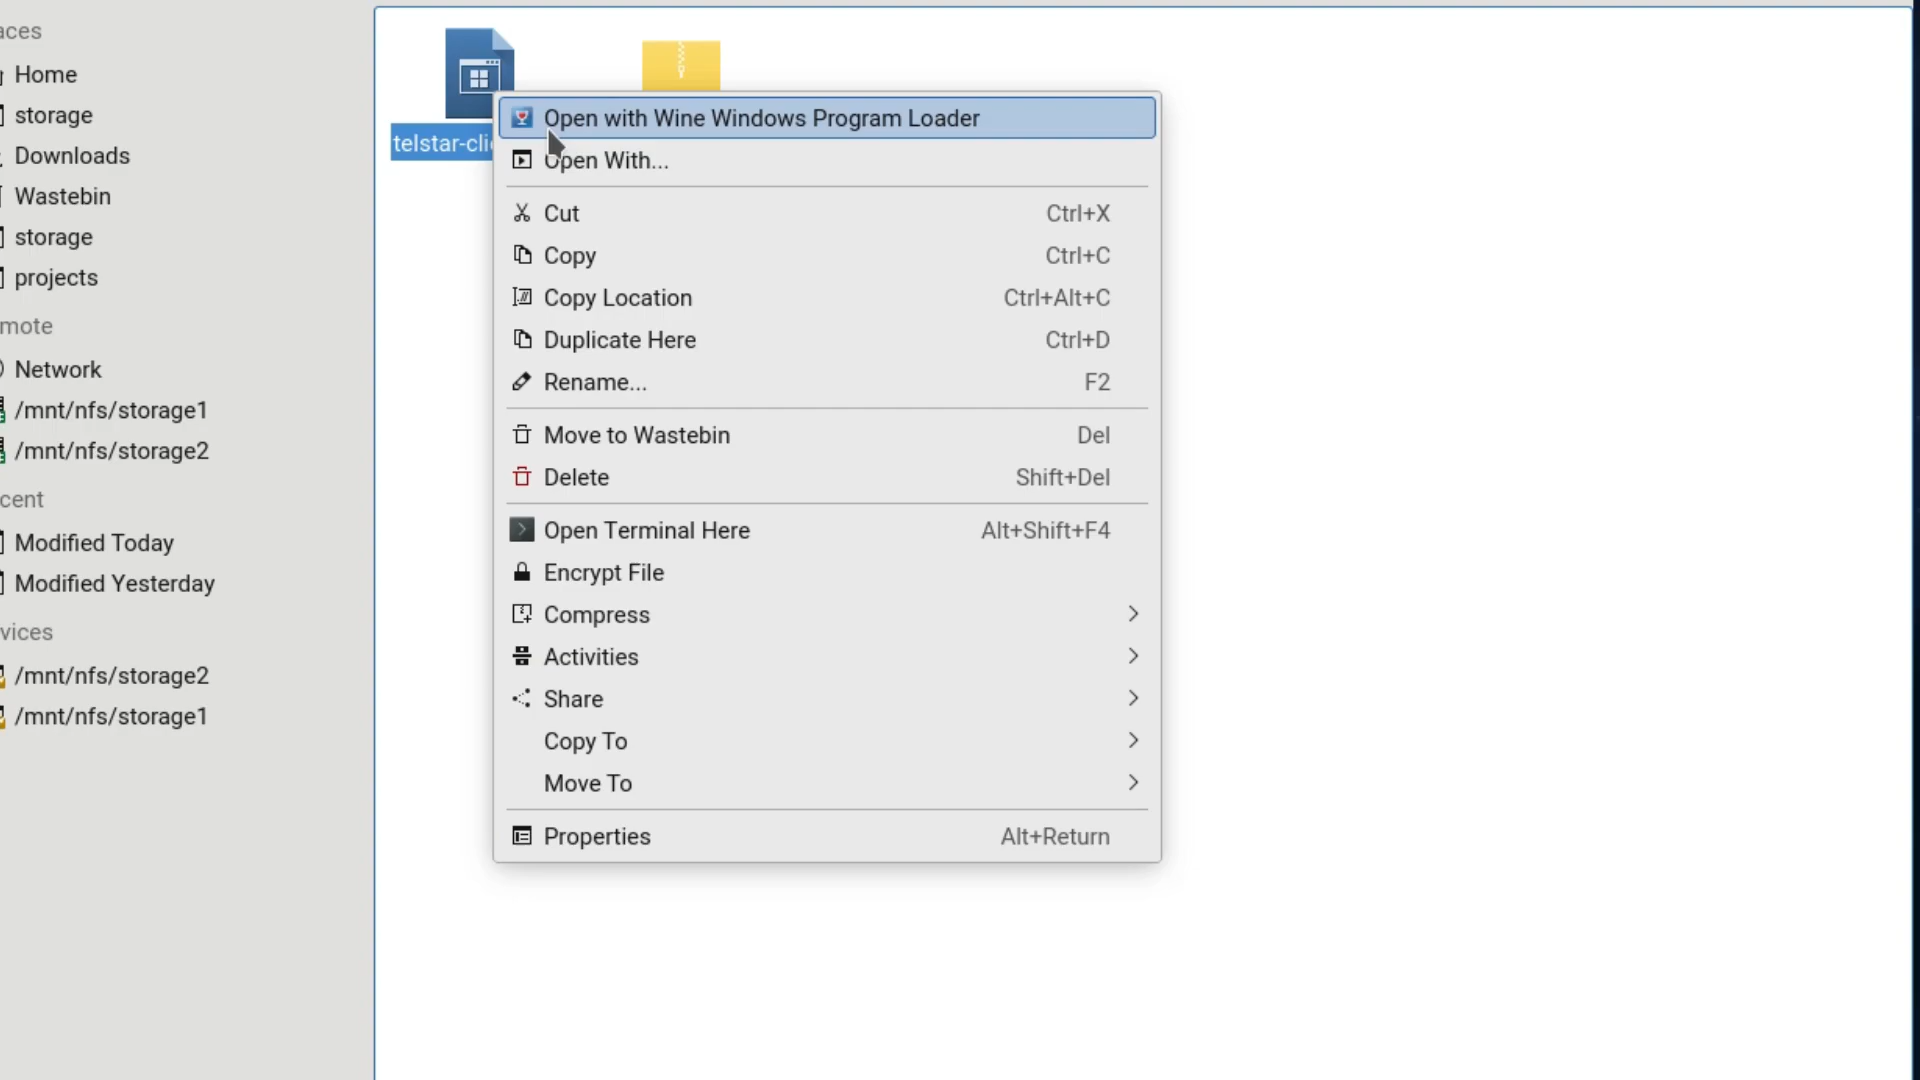 aces
Home
storage
Downloads
Wastebin
storage
projects
mote
Network
/mnt/nfs/storage1
/mnt/nfs/storage2
cent
Modified Today
Modified Yesterday
vices
/mnt/nfs/storage2
/mnt/nfs/storage1
telstar-cli
Open with Wine Windows Program Loader
Open With...
Cut Ctrl+X
Copy Ctrl+C
Copy Location Ctrl+Alt+C
Duplicate Here Ctrl+D
Rename... F2
Move to Wastebin Del
Delete Shift+Del
Open Terminal Here Alt+Shift+F4
Encrypt File
Compress
Activities
Share
Copy To
Move To
Properties Alt+Return